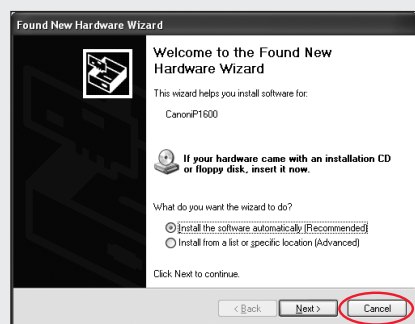 Found New Hardware Wizard
Welcome to the Found New
Hardware Wizard
This wizard helps you install software for:
CanoniP1600
If your hardware came with an installation CD
or floppy disk, insert it now.
What do you want the wizard to do?
Install the software automatically (Recommended)
Install from a list or specific location (Advanced)
Click Next to continue.
< Back Next > Cancel